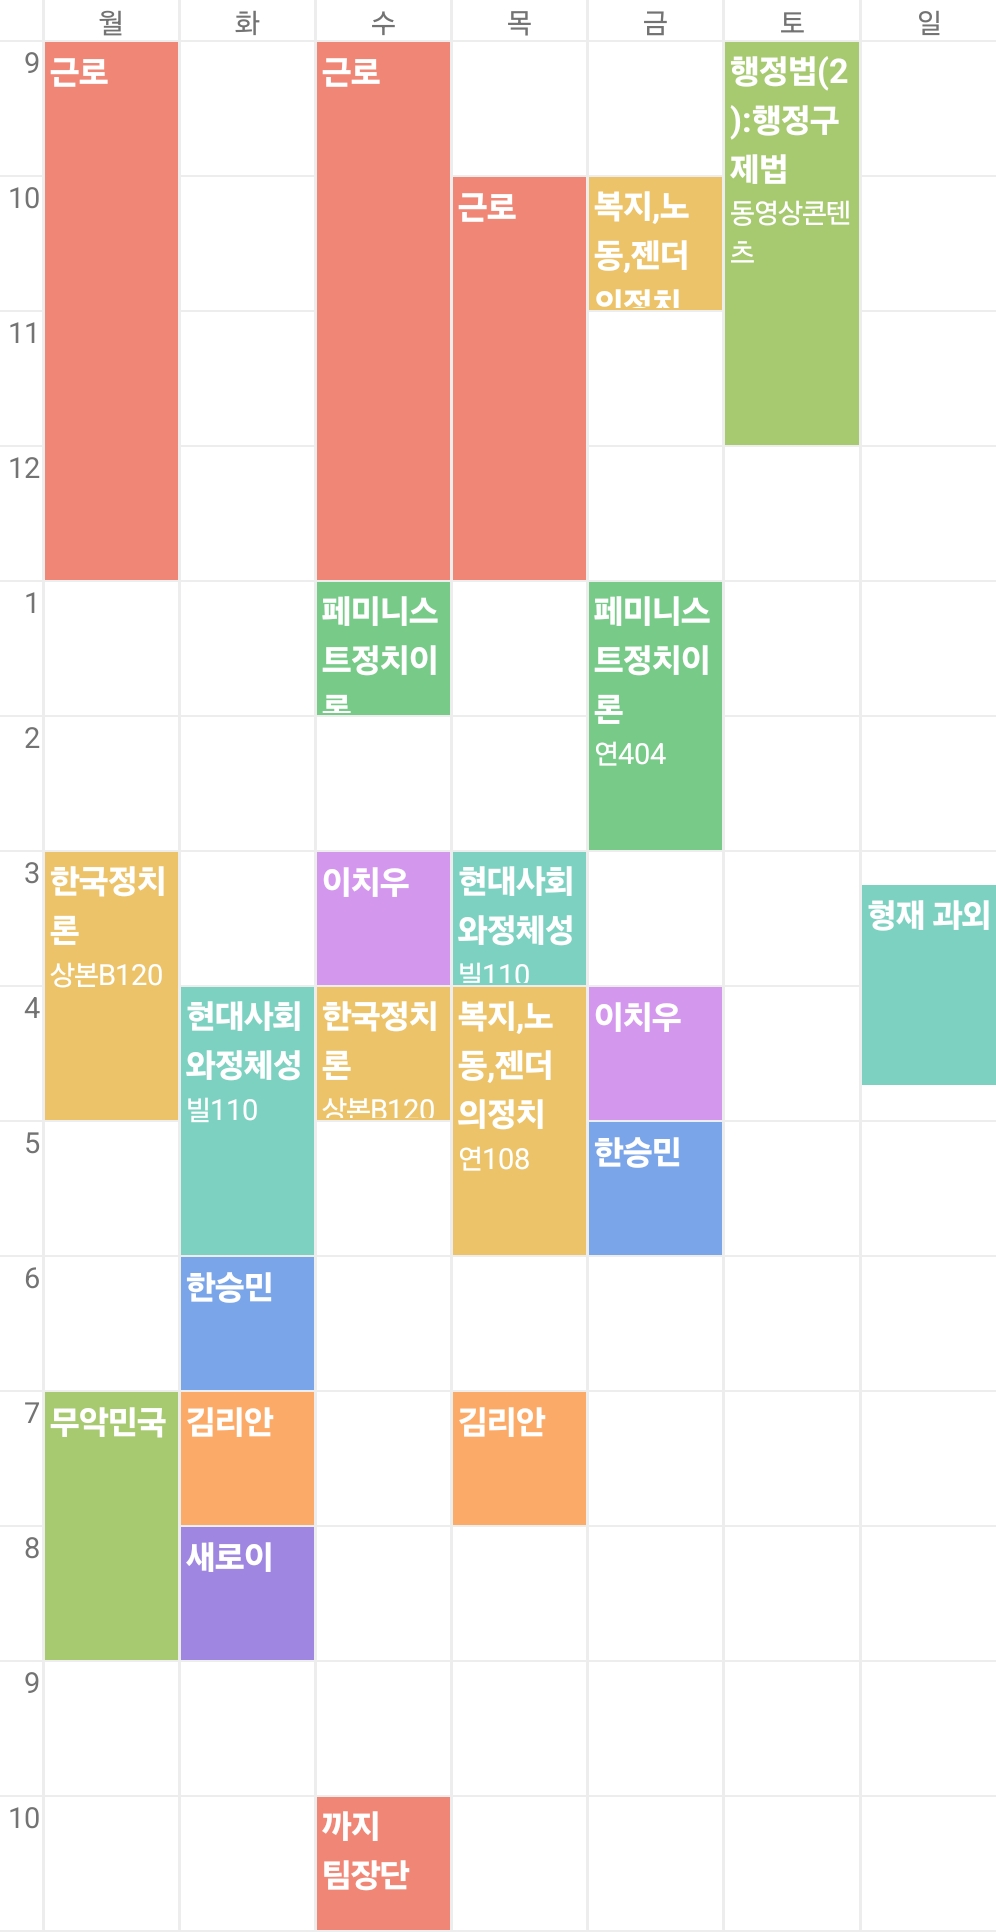 월 화 수 목 금 토 일
9
10
11
12
1
2
3
4
5
6
7
8
9
10
근로
한국정치
론
상본B120
무악민국
현대사회
와정체성
빌110
한승민
김리안
새로이
근로
페미니스
트정치이
론
이치우
한국정치
론
상본B120
까지
팀장단
근로
현대사회
와정체성
빌110
복지,노
동,젠더
의정치
연108
김리안
복지,노
동,젠더
의정치
페미니스
트정치이
론
연404
이치우
한승민
행정법(2
):행정구
제법
동영상콘텐
츠
형재 과외